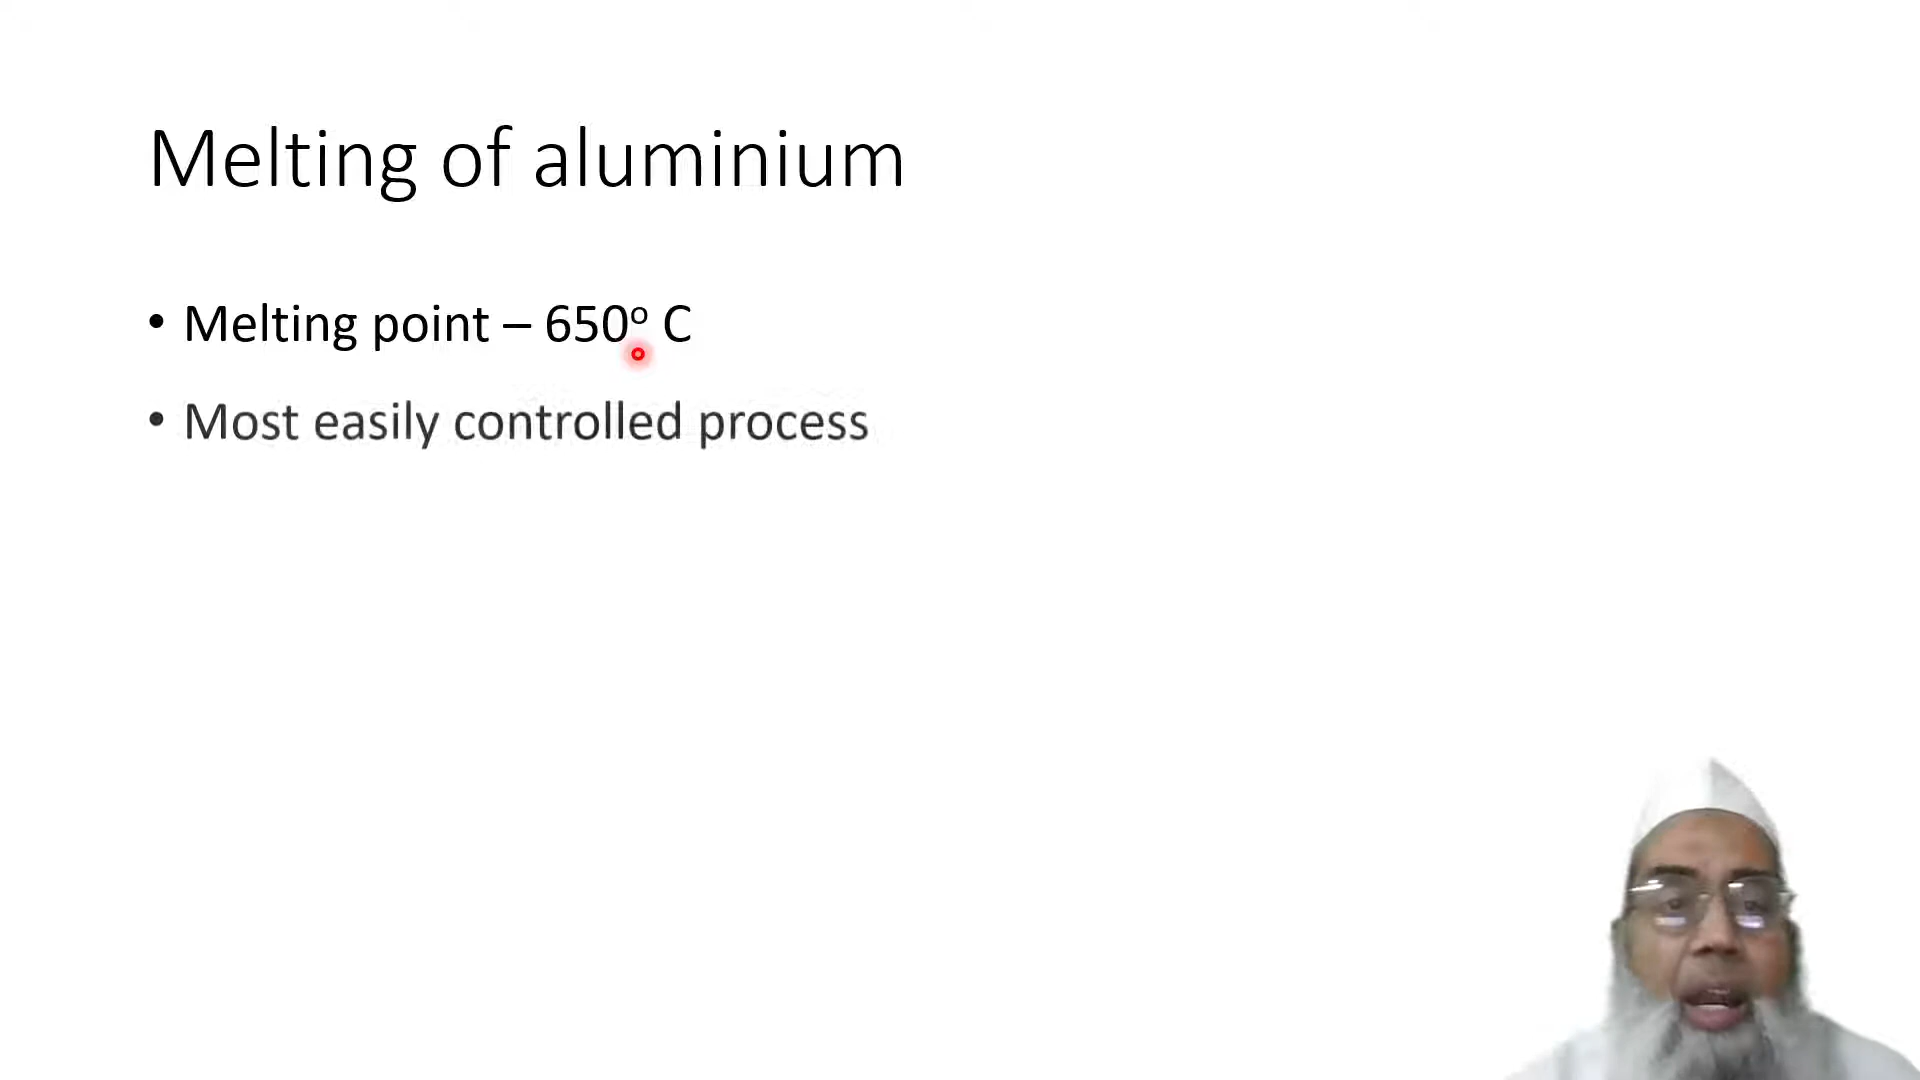 Melting of aluminium
• Melting point – 650º C
• Most easily controlled process